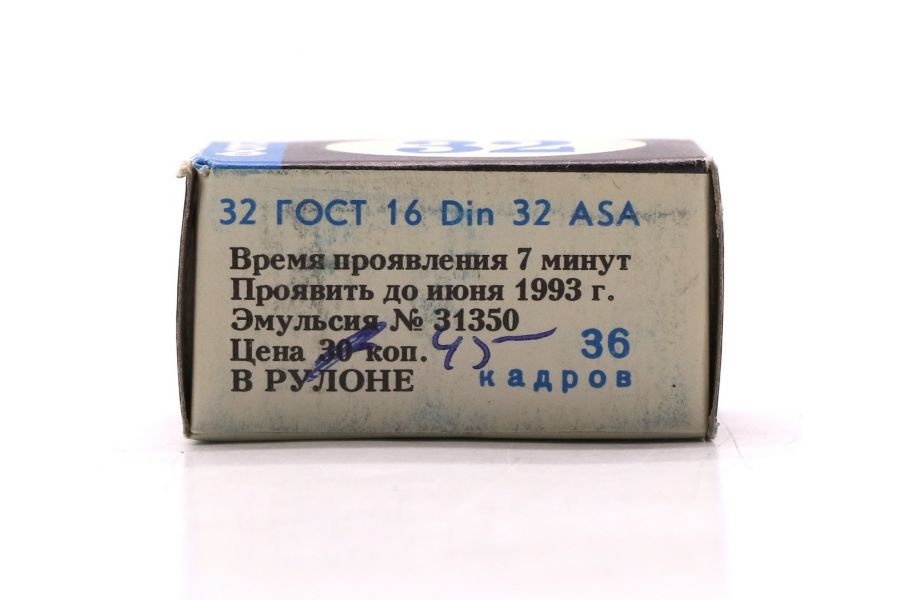 32
32 ГОСТ 16 Din 32 ASA
Время проявления 7 минут
Проявить до июня 1993 г.
Эмульсия № 31350
Цена 30 коп. 45-
В РУЛОНЕ
36
кадров